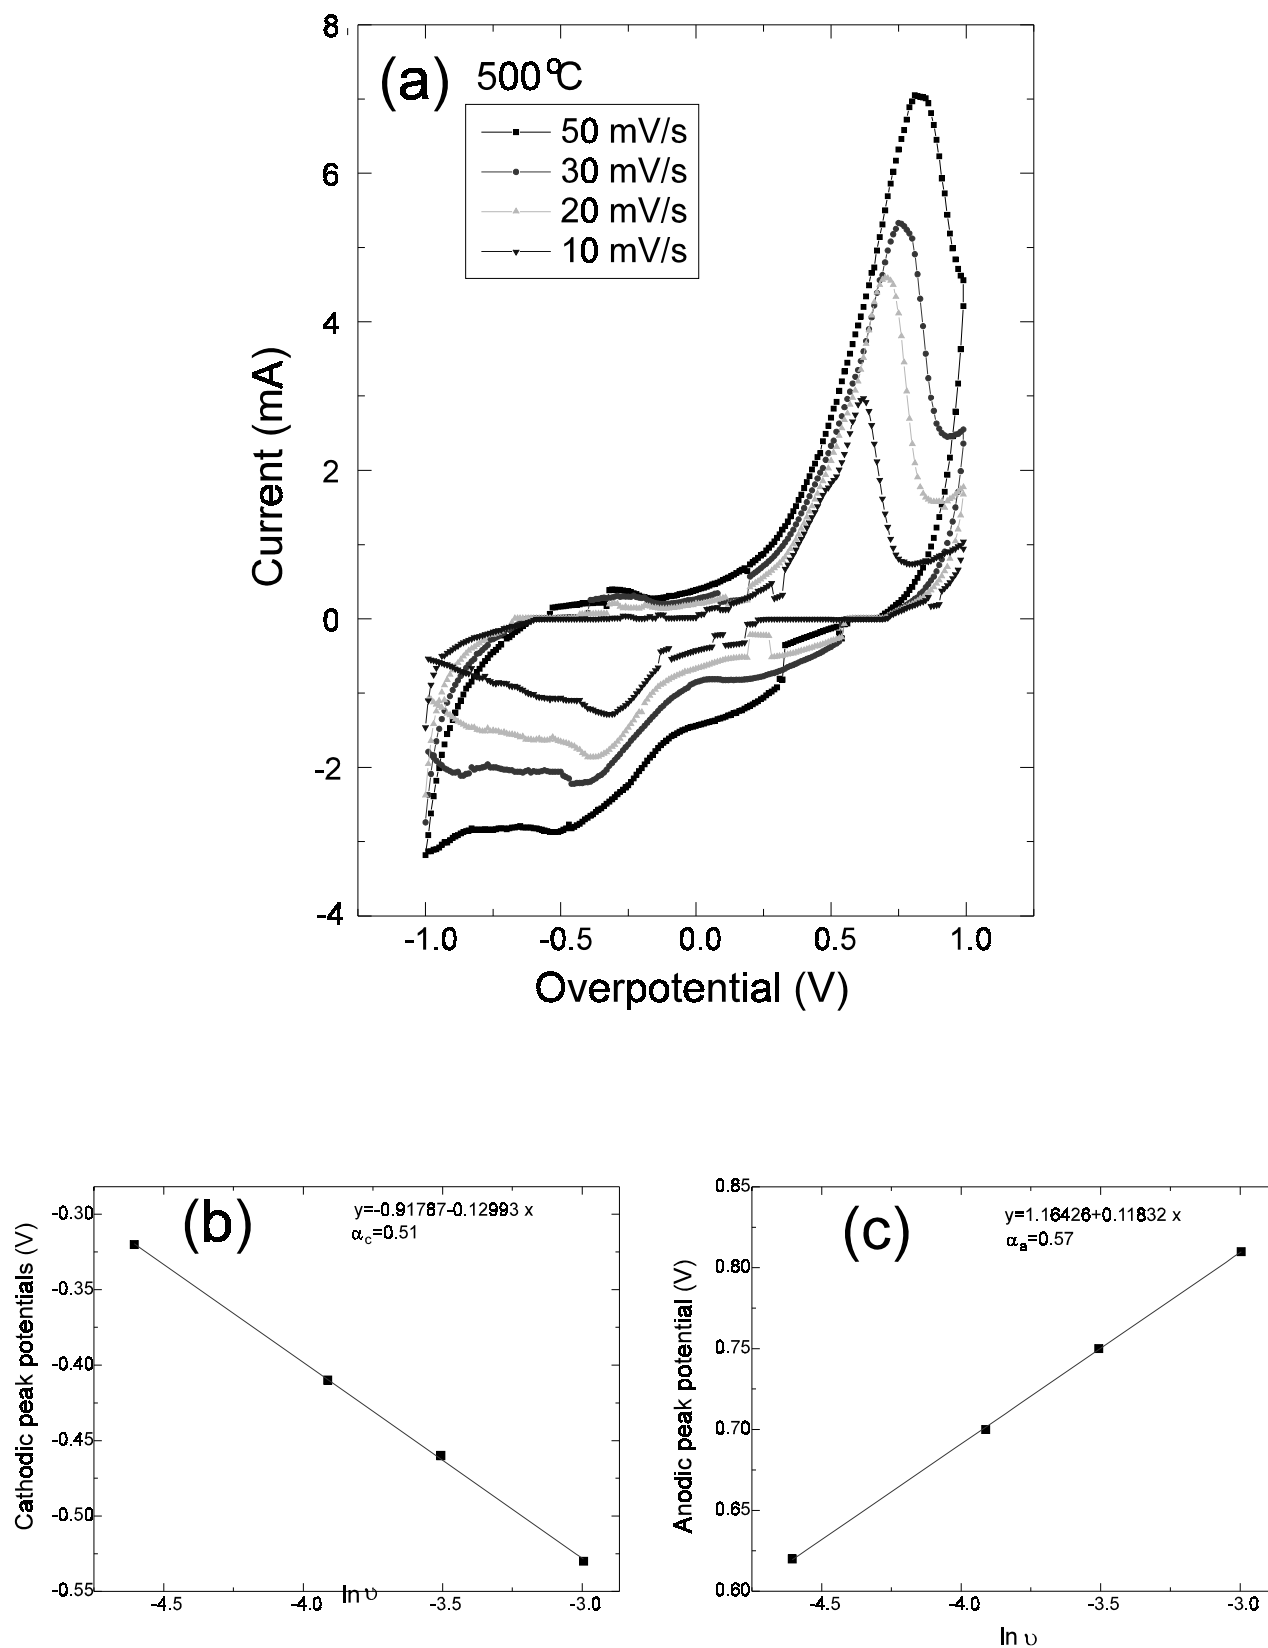 (a) 500°C
50 mV/s
30 mV/s
20 mV/s
10 mV/s
8
6
4
2
0
-2
-4
Current (mA)
-1.0 -0.5 0.0 0.5 1.0
Overpotential (V)
(b)
y=-0.91787-0.12993 x
αc=0.51
-0.30
-0.35
-0.40
-0.45
-0.50
-0.55
Cathodic peak potentials (V)
-4.5 -4.0 -3.5 -3.0
ln υ
(c)
y=1.16426+0.11832 x
αa=0.57
0.85
0.80
0.75
0.70
0.65
0.60
Anodic peak potential (V)
-4.5 -4.0 -3.5 -3.0
ln υ